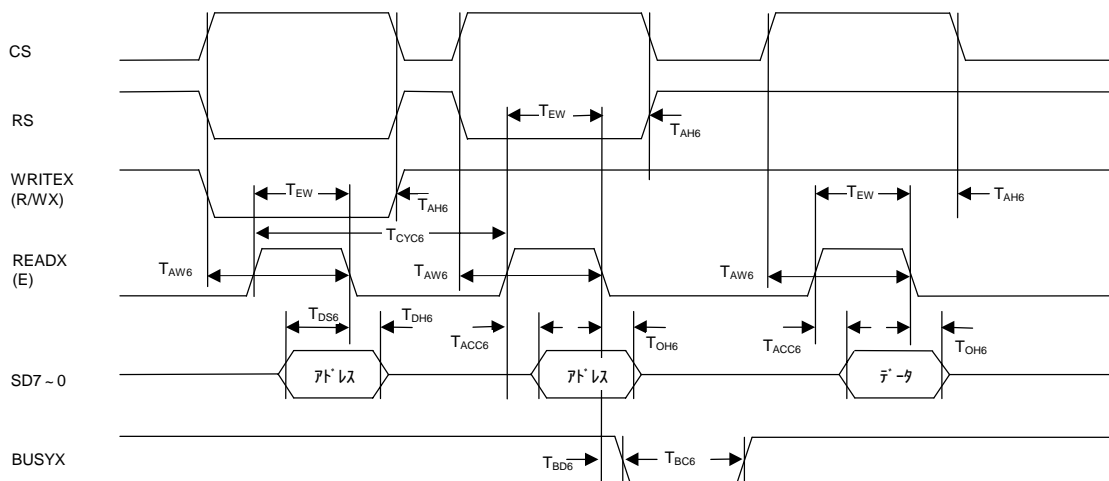 CS
RS
TEW
TAH6
WRITEX
(R/WX)
TEW
TAH6
TEW
TAH6
TCYC6
READX
(E)
TAW6
TAW6
TAW6
TDS6
TDH6
TACC6
TOH6
TACC6
TOH6
SD7~0
ｱﾄﾞﾚｽ
ｱﾄﾞﾚｽ
ﾃﾞｰﾀ
BUSYX
TBD6
TBC6